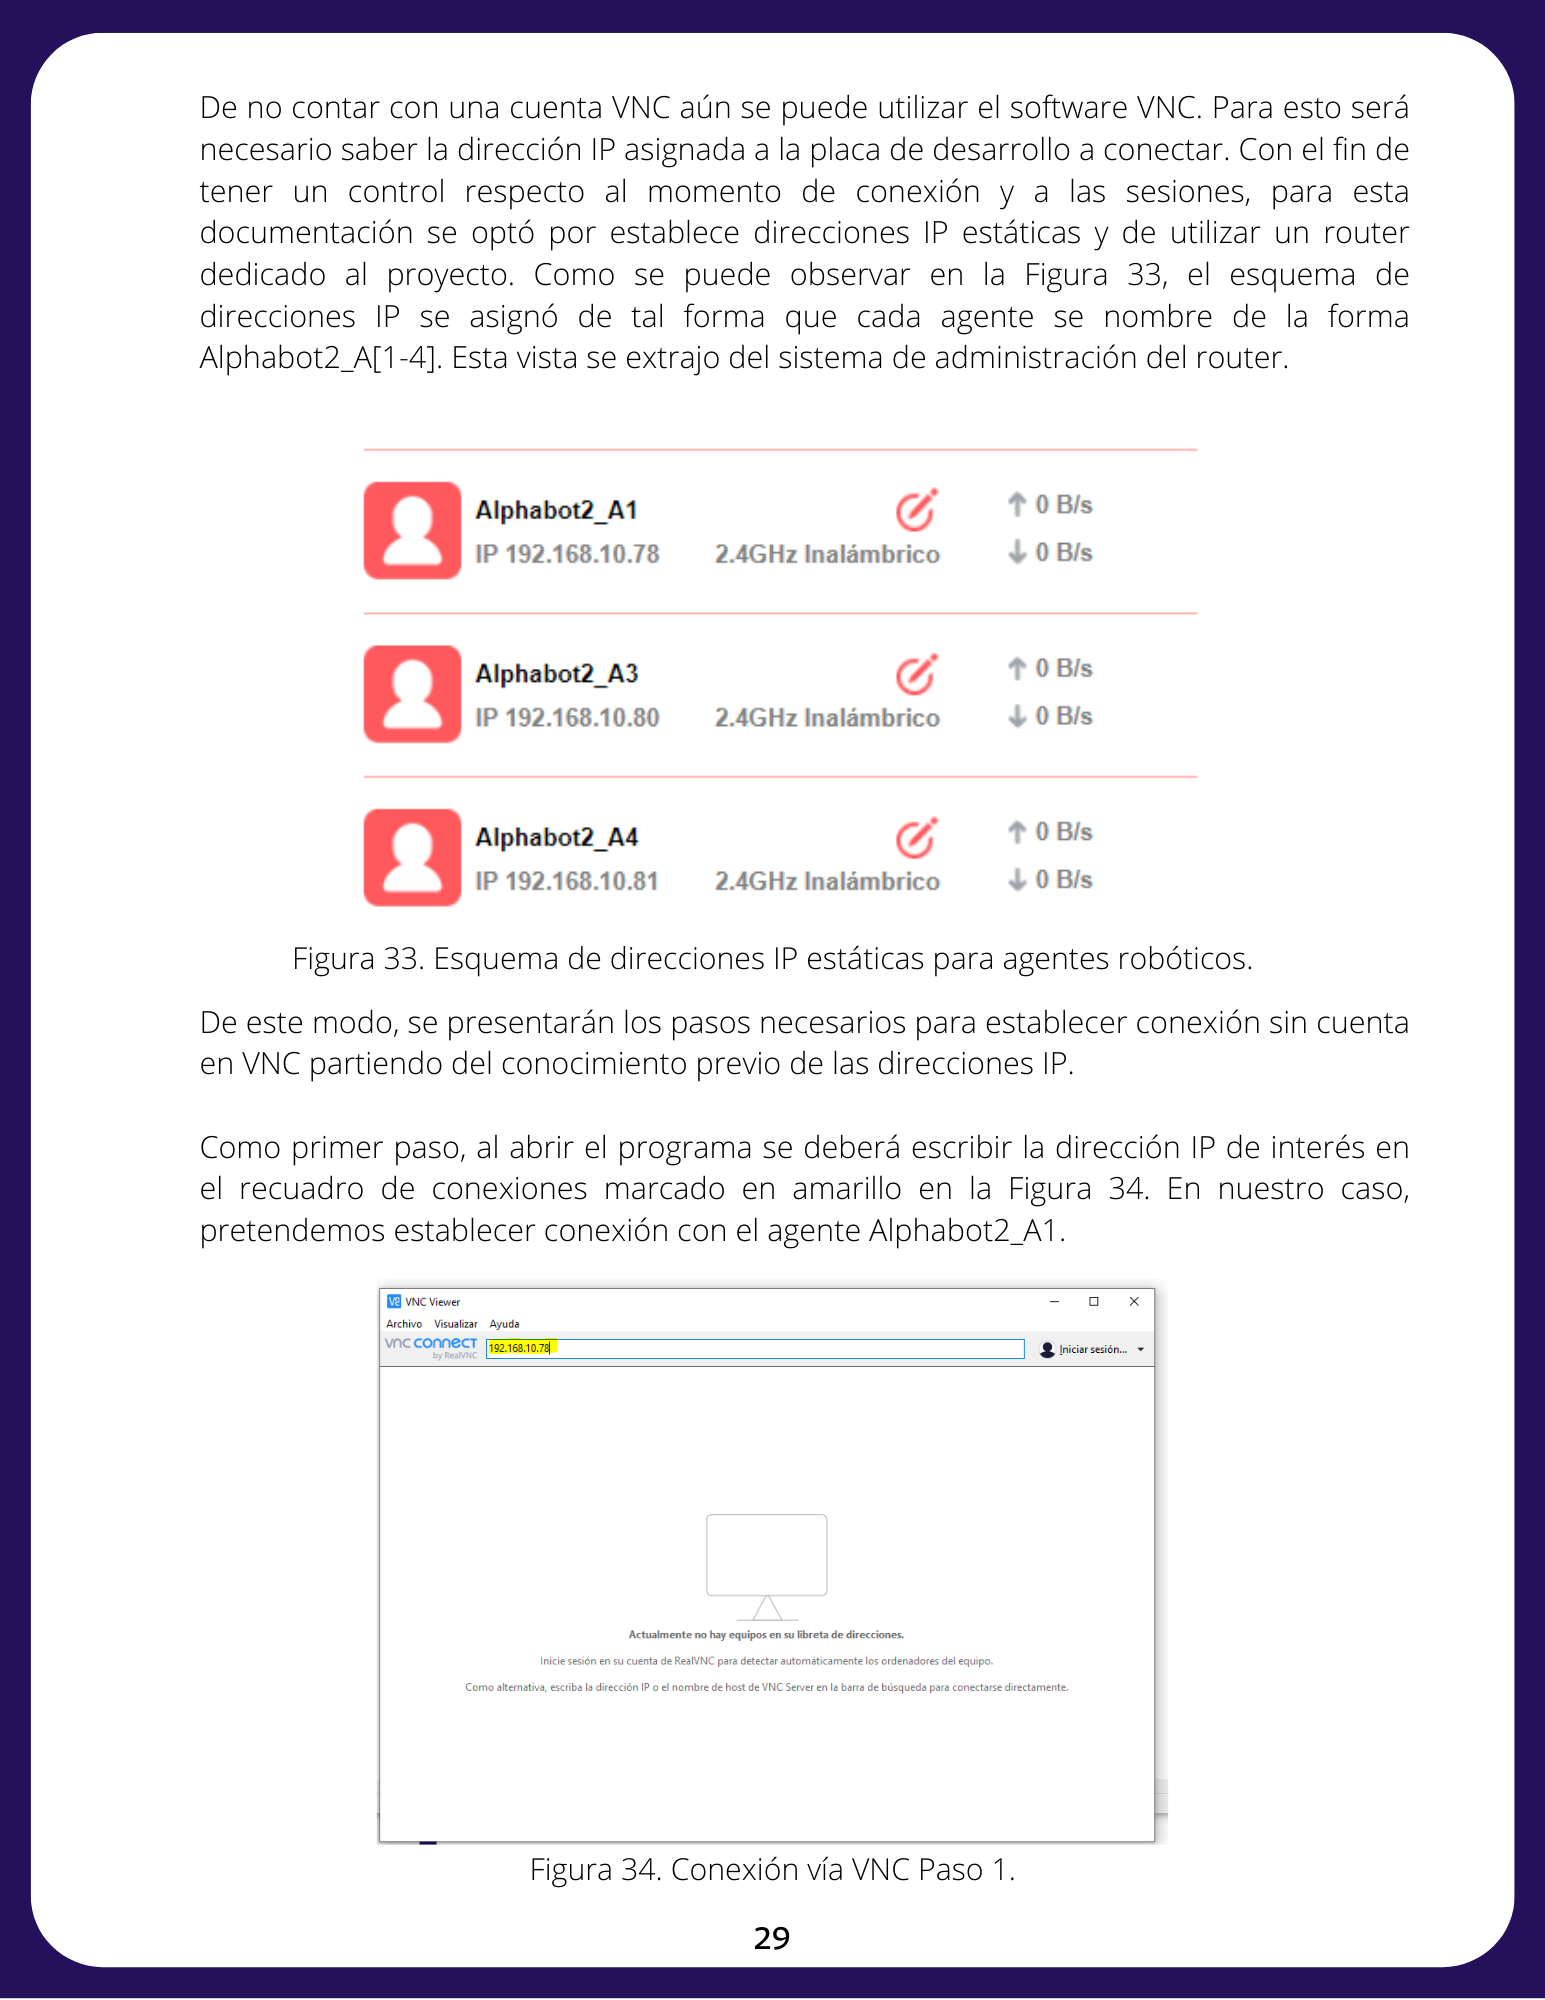 De no contar con una cuenta VNC aún se puede utilizar el software VNC. Para esto será
necesario saber la dirección IP asignada a la placa de desarrollo a conectar. Con el fin de
tener un control respecto al momento de conexión y a las sesiones, para esta
documentación se optó por establece direcciones IP estáticas y de utilizar un router
dedicado al proyecto. Como se puede observar en la Figura 33, el esquema de
direcciones IP se asignó de tal forma que cada agente se nombre de la forma
Alphabot2_A[1-4]. Esta vista se extrajo del sistema de administración del router.
Alphabot2_A1
↑ 0 B/s
IP 192.168.10.78 2.4GHz Inalámbrico
↓ 0 B/s
Alphabot2_A3
↑ 0 B/s
IP 192.168.10.80 2.4GHz Inalámbrico
↓ 0 B/s
Alphabot2_A4
↑ 0 B/s
IP 192.168.10.81 2.4GHz Inalámbrico
↓ 0 B/s
Figura 33. Esquema de direcciones IP estáticas para agentes robóticos.
De este modo, se presentarán los pasos necesarios para establecer conexión sin cuenta
en VNC partiendo del conocimiento previo de las direcciones IP.
Como primer paso, al abrir el programa se deberá escribir la dirección IP de interés en
el recuadro de conexiones marcado en amarillo en la Figura 34. En nuestro caso,
pretendemos establecer conexión con el agente Alphabot2_A1.
V2 VNC Viewer
Archivo Visualizar Ayuda
vnc connect
by RealVNC
192.168.10.78
Iniciar sesión...
Actualmente no hay equipos en su libreta de direcciones.
Inicie sesión en su cuenta de RealVNC para detectar automáticamente los ordenadores del equipo.
Como alternativa, escriba la dirección IP o el nombre de host de VNC Server en la barra de búsqueda para conectarse directamente.
Figura 34. Conexión vía VNC Paso 1.
29